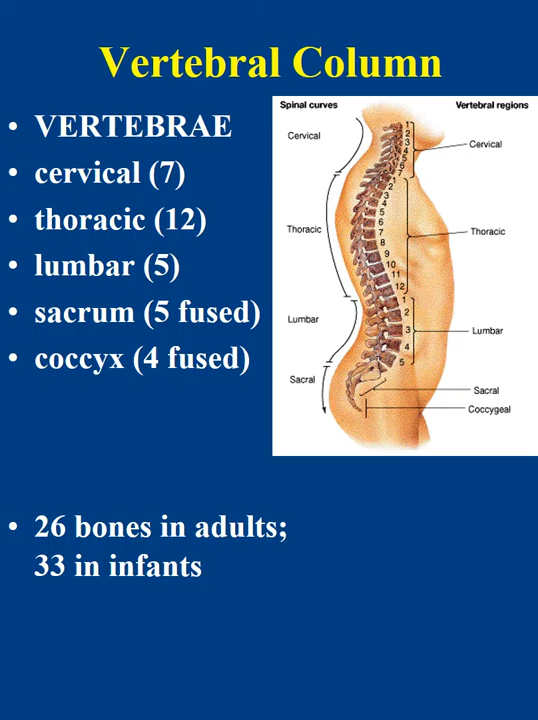 Vertebral Column
• VERTEBRAE
• cervical (7)
• thoracic (12)
• lumbar (5)
• sacrum (5 fused)
• coccyx (4 fused)
• 26 bones in adults;
33 in infants
Spinal curves
Cervical
Thoracic
Lumbar
Sacral
1
2
3
4
5
6
7
1
2
3
4
5
6
7
8
9
10
11
12
1
2
3
4
5
Vertebral regions
Cervical
Thoracic
Lumbar
Sacral
Coccygeal